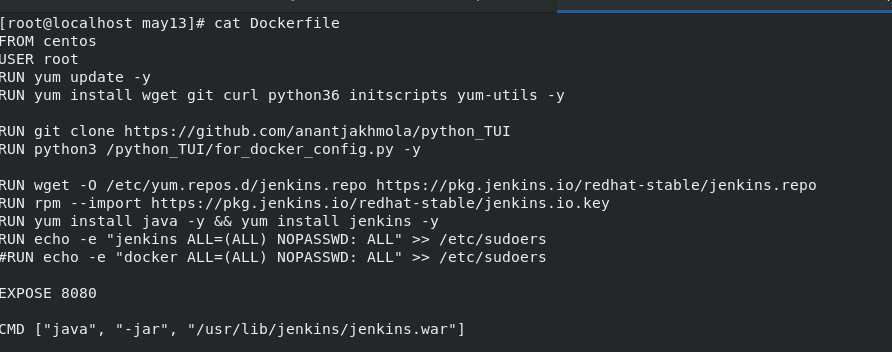 [root@localhost may13]# cat Dockerfile
FROM centos
USER root
RUN yum update -y
RUN yum install wget git curl python36 initscripts yum-utils -y
RUN git clone https://github.com/anantjakhmola/python_TUI
RUN python3 /python_TUI/for_docker_config.py -y
RUN wget -O /etc/yum.repos.d/jenkins.repo https://pkg.jenkins.io/redhat-stable/jenkins.repo
RUN rpm --import https://pkg.jenkins.io/redhat-stable/jenkins.io.key
RUN yum install java -y && yum install jenkins -y
RUN echo -e "jenkins ALL=(ALL) NOPASSWD: ALL" >> /etc/sudoers
#RUN echo -e "docker ALL=(ALL) NOPASSWD: ALL" >> /etc/sudoers
EXPOSE 8080
CMD ["java", "-jar", "/usr/lib/jenkins/jenkins.war"]